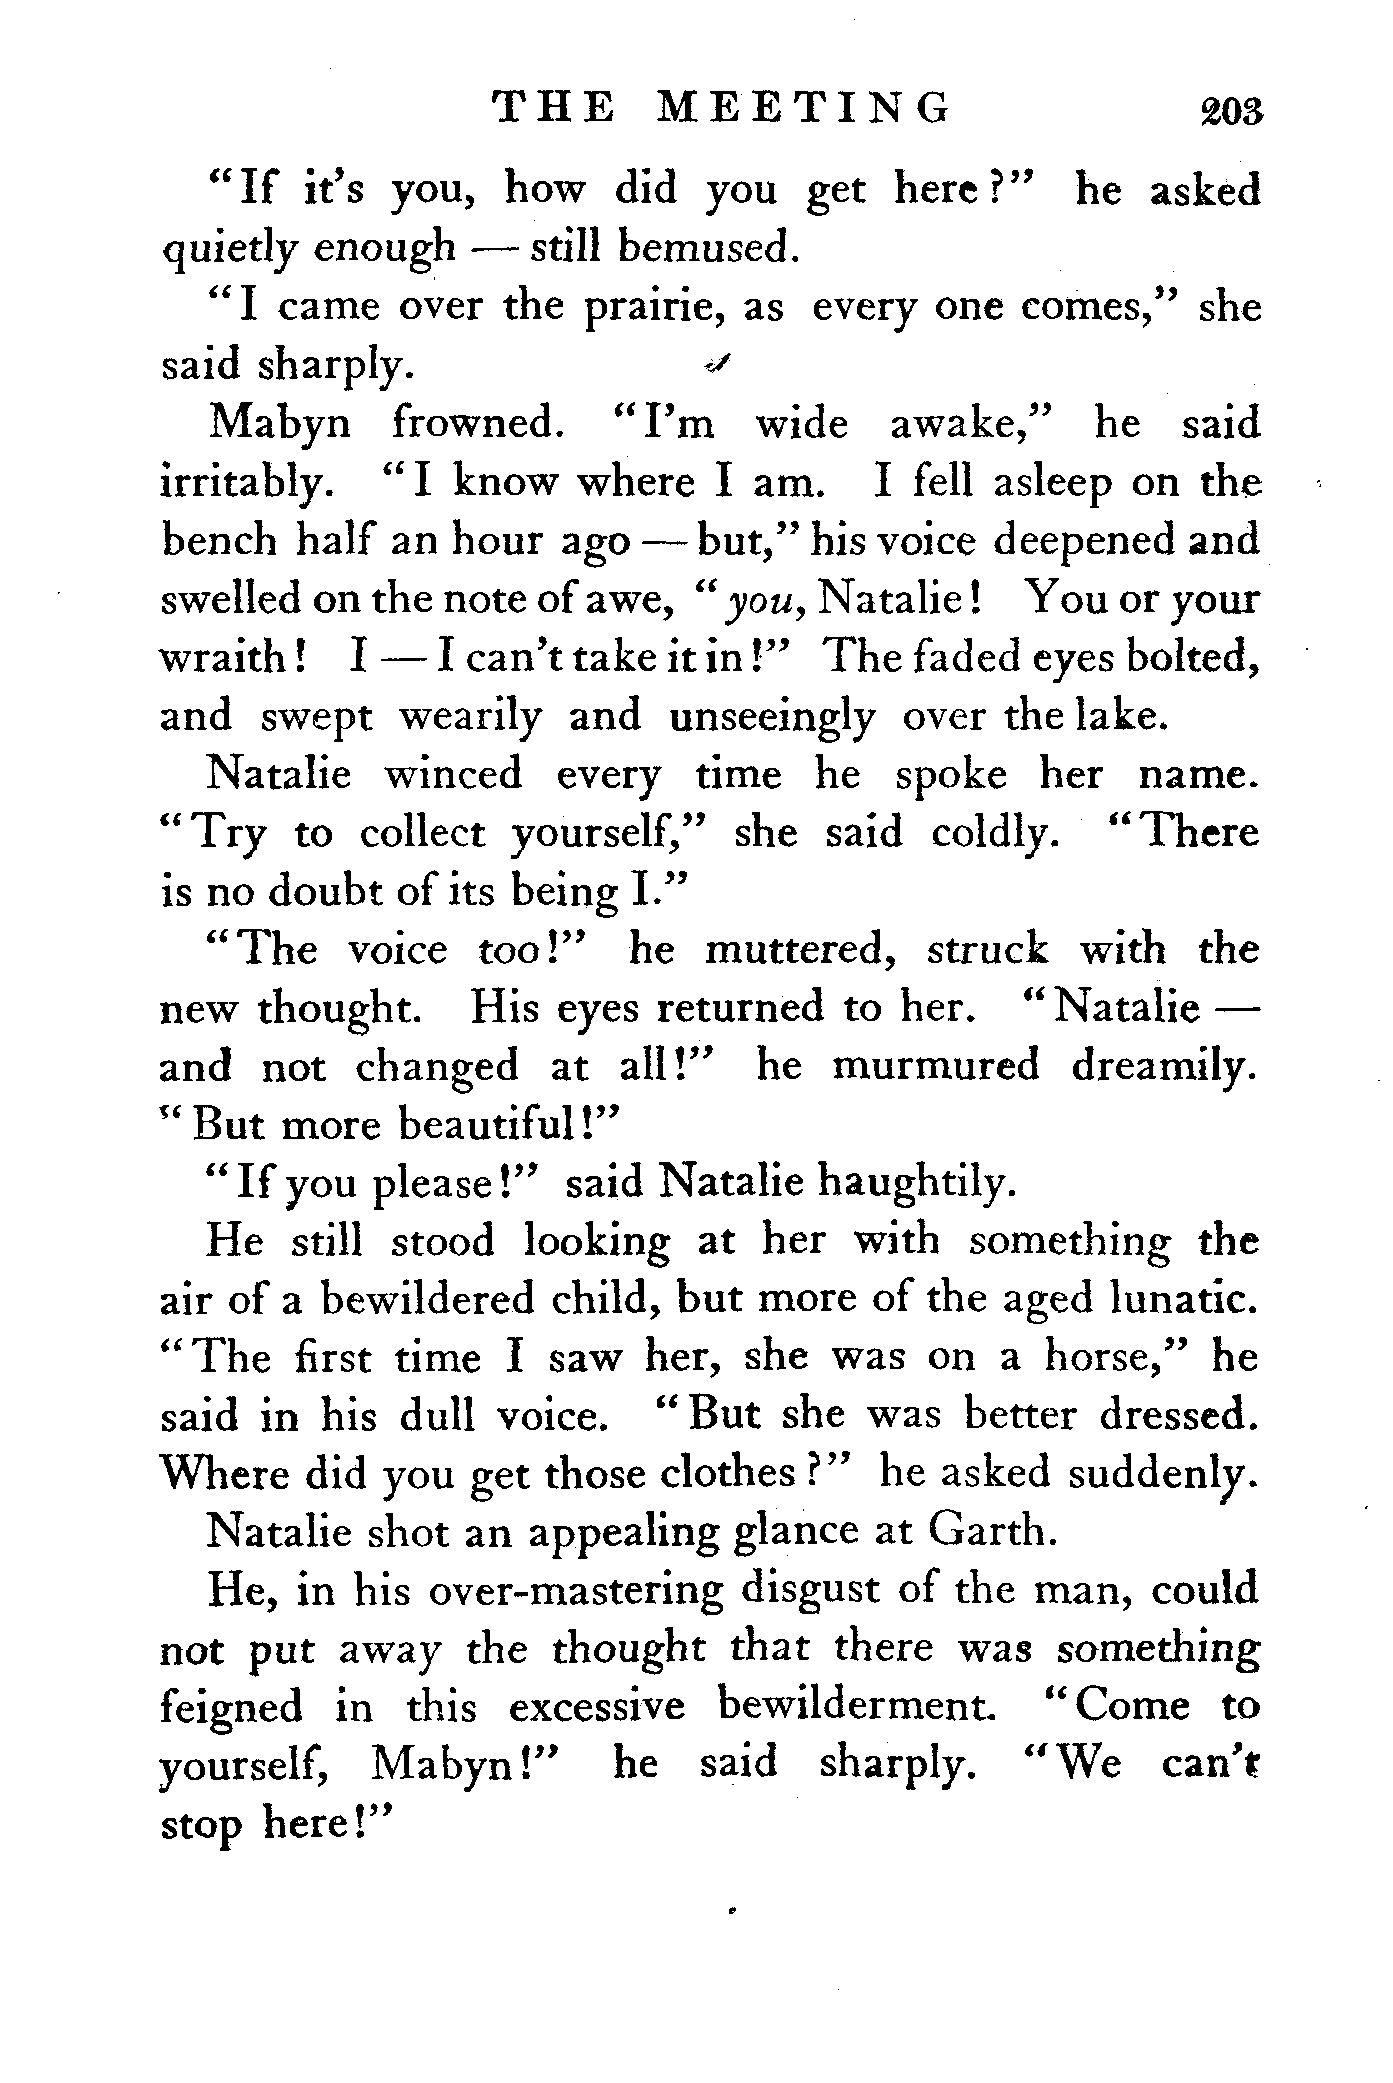 THE MEETING 203
"If it's you, how did you get here?" he asked
quietly enough — still bemused.
"I came over the prairie, as every one comes," she
said sharply.
Mabyn frowned. "I'm wide awake," he said
irritably. "I know where I am. I fell asleep on the
bench half an hour ago — but," his voice deepened and
swelled on the note of awe, "you, Natalie! You or your
wraith! I — I can't take it in!" The faded eyes bolted,
and swept wearily and unseeingly over the lake.
Natalie winced every time he spoke her name.
"Try to collect yourself," she said coldly. "There
is no doubt of its being I."
"The voice too!" he muttered, struck with the
new thought. His eyes returned to her. "Natalie —
and not changed at all!" he murmured dreamily.
"But more beautiful!"
"If you please!" said Natalie haughtily.
He still stood looking at her with something the
air of a bewildered child, but more of the aged lunatic.
"The first time I saw her, she was on a horse," he
said in his dull voice. "But she was better dressed.
Where did you get those clothes?" he asked suddenly.
Natalie shot an appealing glance at Garth.
He, in his over-mastering disgust of the man, could
not put away the thought that there was something
feigned in this excessive bewilderment. "Come to
yourself, Mabyn!" he said sharply. "We can't
stop here!"